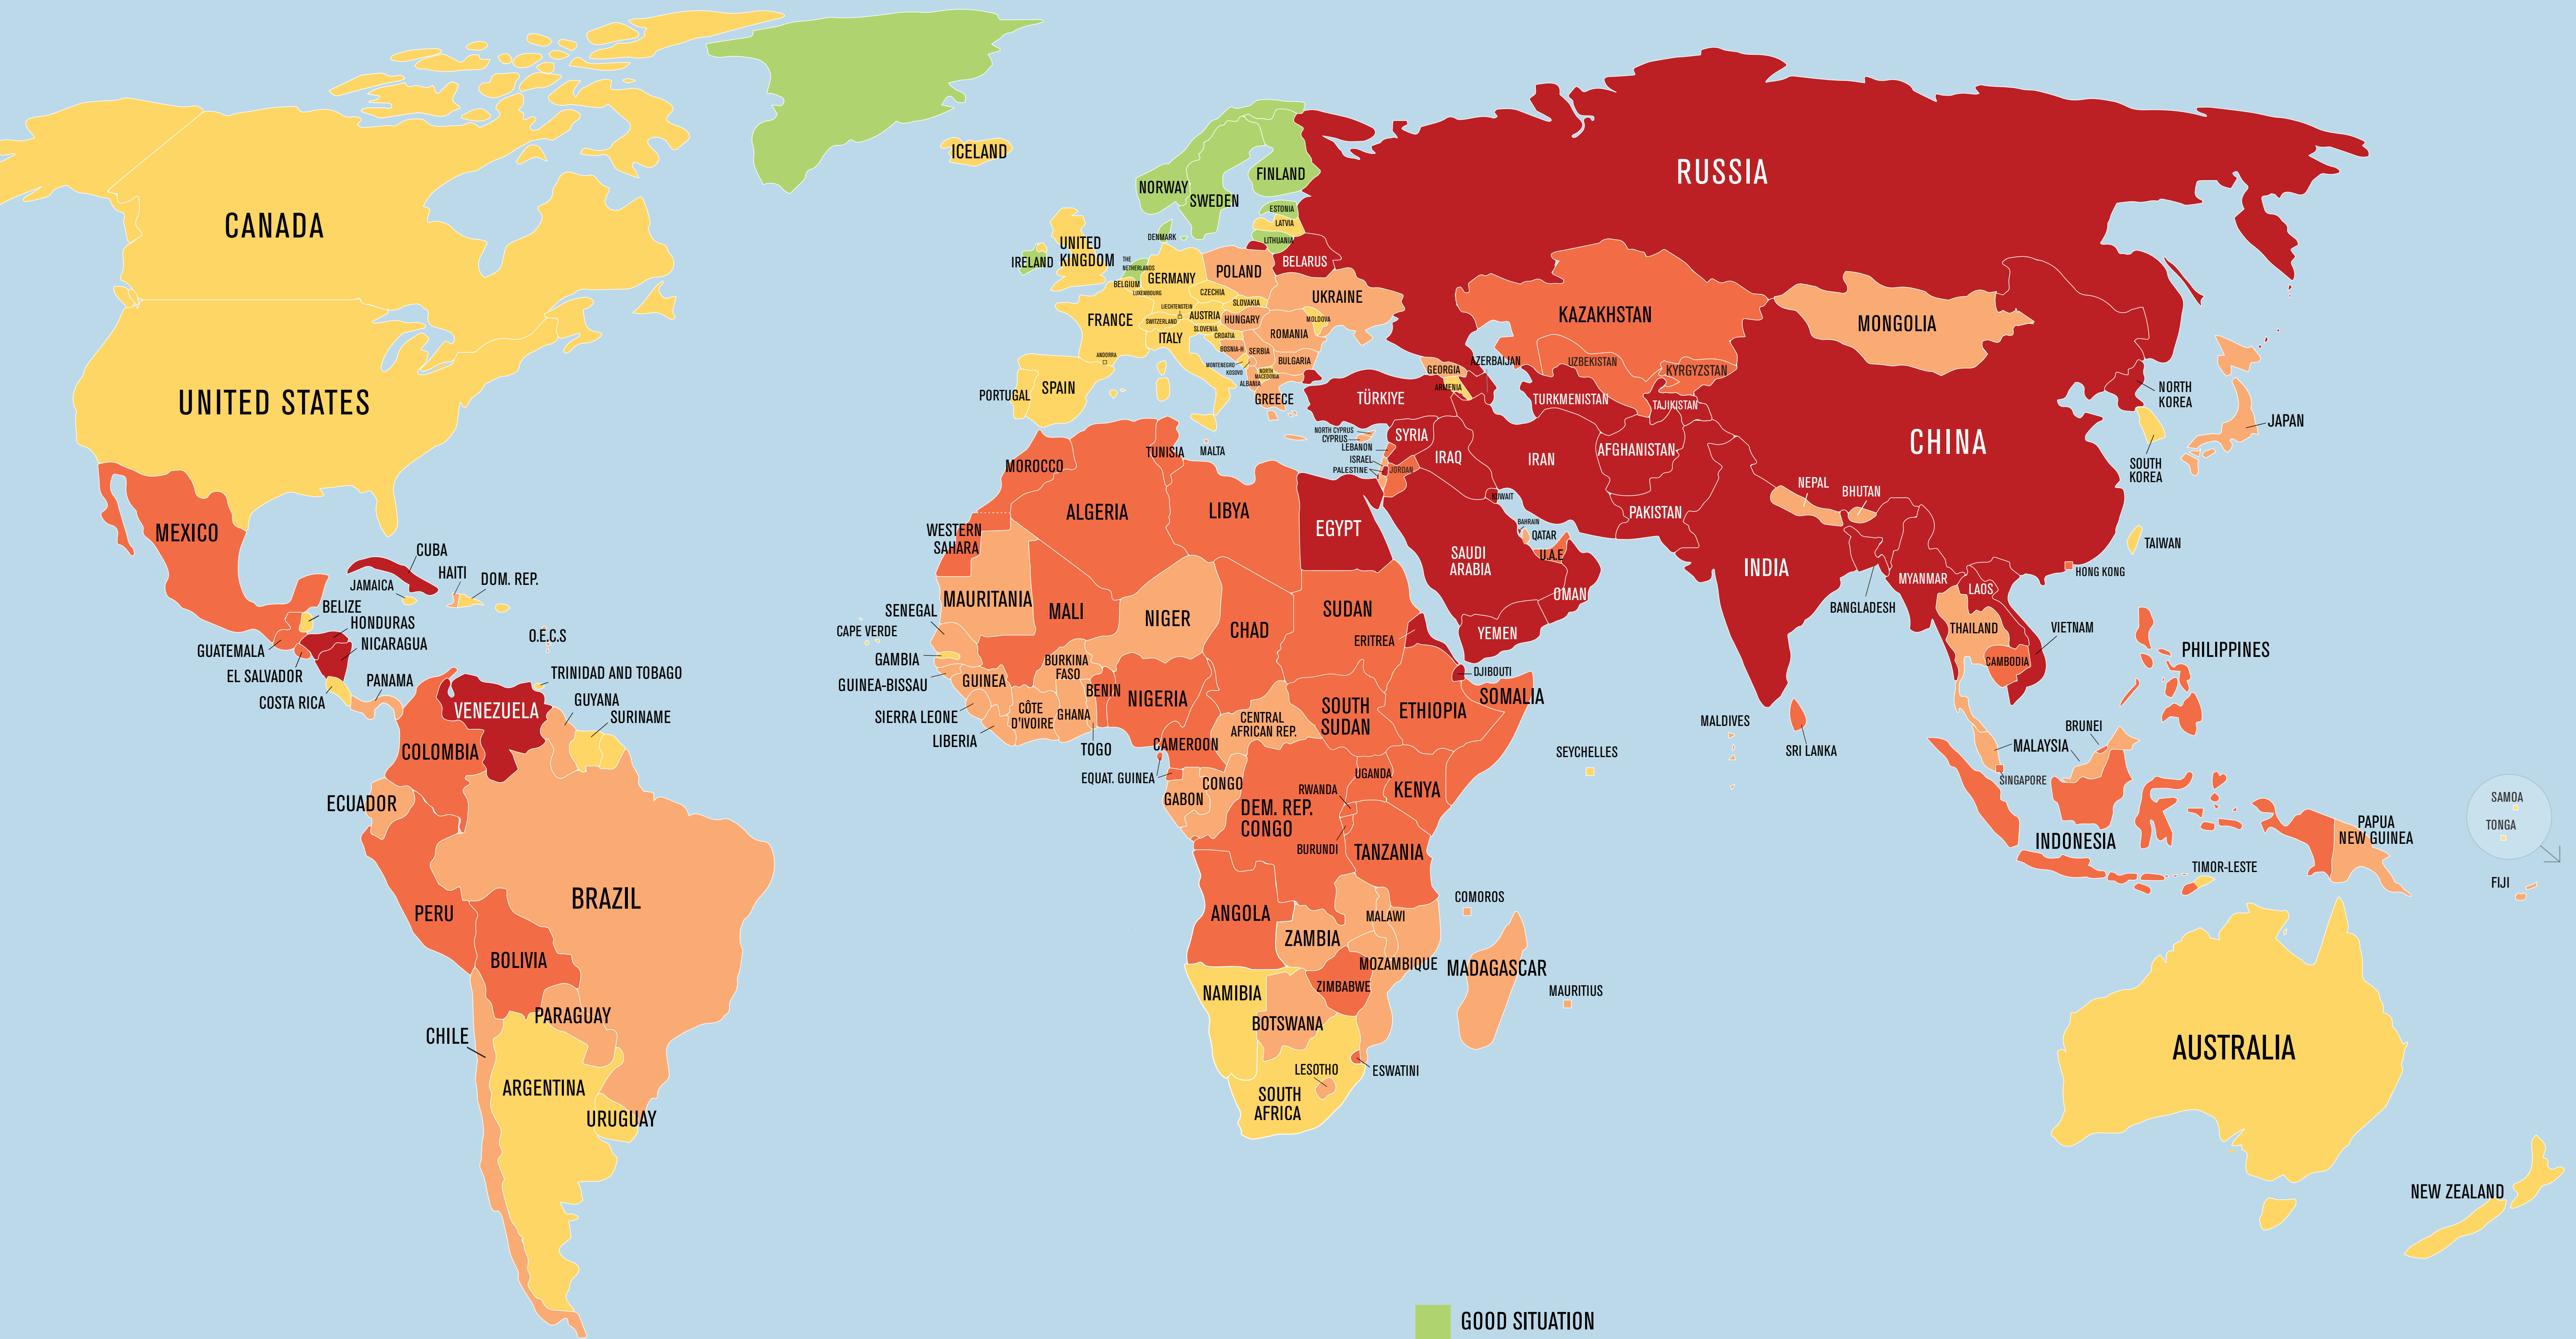 CANADA
UNITED STATES
MEXICO
CUBA
JAMAICA
HAITI
DOM. REP.
BELIZE
HONDURAS
NICARAGUA
GUATEMALA
EL SALVADOR
COSTA RICA
PANAMA
O.E.C.S
TRINIDAD AND TOBAGO
GUYANA
SURINAME
VENEZUELA
COLOMBIA
ECUADOR
PERU
BRAZIL
BOLIVIA
PARAGUAY
CHILE
ARGENTINA
URUGUAY
ICELAND
NORWAY
SWEDEN
FINLAND
ESTONIA
LATVIA
LITHUANIA
DENMARK
IRELAND
UNITED
KINGDOM
THE
NETHERLANDS
BELGIUM
LUXEMBOURG
GERMANY
POLAND
BELARUS
UKRAINE
CZECHIA
SLOVAKIA
LIECHTENSTEIN
AUSTRIA
HUNGARY
MOLDOVA
FRANCE
SWITZERLAND
SLOVENIA
CROATIA
ROMANIA
ITALY
BOSNIA-H
SERBIA
BULGARIA
ANDORRA
MONTENEGRO
KOSOVO
NORTH
MACEDONIA
ALBANIA
GREECE
PORTUGAL
SPAIN
MALTA
RUSSIA
KAZAKHSTAN
MONGOLIA
UZBEKISTAN
KYRGYZSTAN
GEORGIA
AZERBAIJAN
ARMENIA
TÜRKIYE
TURKMENISTAN
TAJIKISTAN
NORTH CYPRUS
CYPRUS
LEBANON
ISRAEL
PALESTINE
JORDAN
SYRIA
IRAQ
IRAN
AFGHANISTAN
KUWAIT
PAKISTAN
BAHRAIN
QATAR
U.A.E
SAUDI
ARABIA
OMAN
YEMEN
CHINA
NORTH
KOREA
SOUTH
KOREA
JAPAN
TAIWAN
HONG KONG
NEPAL
BHUTAN
INDIA
BANGLADESH
MYANMAR
LAOS
THAILAND
VIETNAM
CAMBODIA
PHILIPPINES
MALDIVES
SRI LANKA
BRUNEI
MALAYSIA
SINGAPORE
INDONESIA
TIMOR-LESTE
PAPUA
NEW GUINEA
SAMOA
TONGA
FIJI
AUSTRALIA
NEW ZEALAND
MOROCCO
TUNISIA
ALGERIA
LIBYA
EGYPT
WESTERN
SAHARA
MAURITANIA
MALI
NIGER
CHAD
SUDAN
ERITREA
DJIBOUTI
SENEGAL
CAPE VERDE
GAMBIA
GUINEA-BISSAU
GUINEA
SIERRA LEONE
LIBERIA
CÔTE
D'IVOIRE
BURKINA
FASO
GHANA
TOGO
BENIN
NIGERIA
CAMEROON
EQUAT. GUINEA
GABON
CONGO
CENTRAL
AFRICAN REP.
SOUTH
SUDAN
ETHIOPIA
SOMALIA
UGANDA
KENYA
RWANDA
BURUNDI
DEM. REP.
CONGO
TANZANIA
SEYCHELLES
COMOROS
ANGOLA
ZAMBIA
MALAWI
MOZAMBIQUE
MADAGASCAR
MAURITIUS
ZIMBABWE
NAMIBIA
BOTSWANA
LESOTHO
ESWATINI
SOUTH
AFRICA
GOOD SITUATION